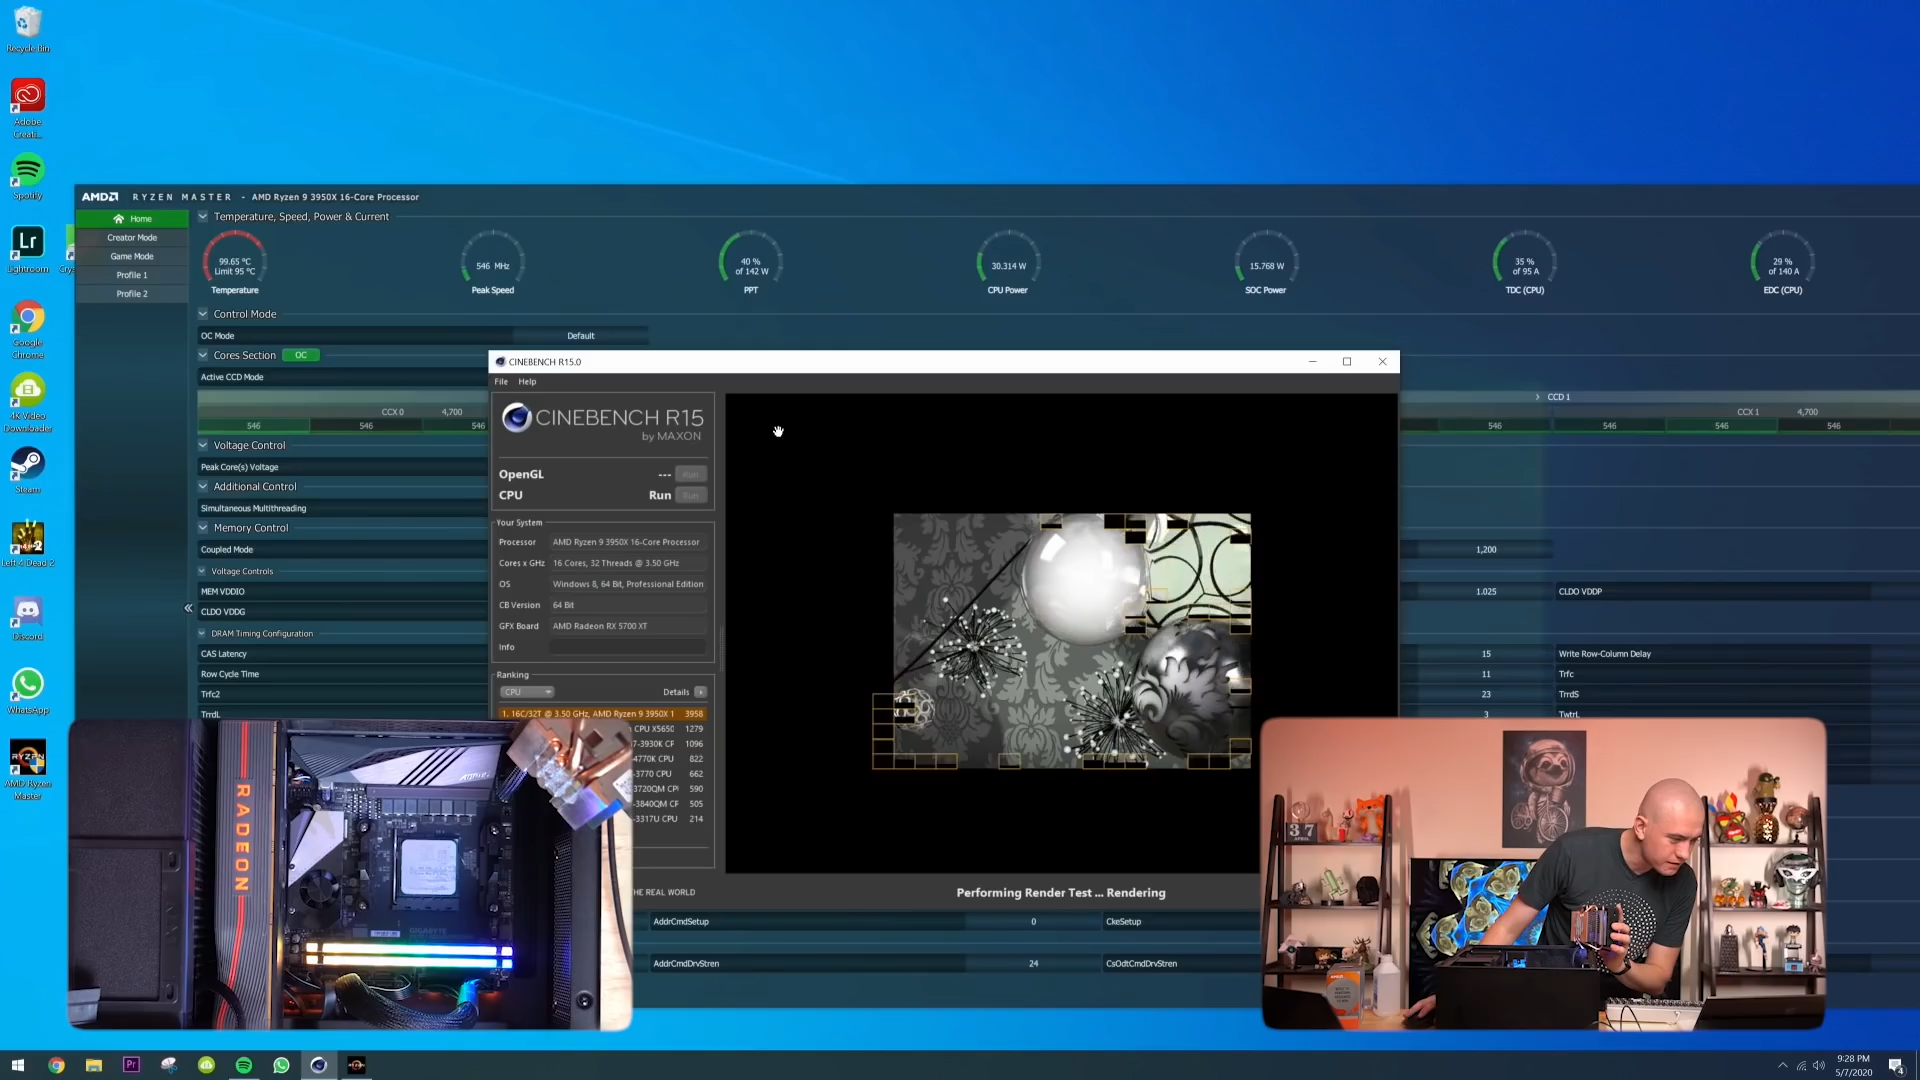 Recycle Bin
Adobe
Creati...
Spotify
Lr
Lightroom
Google
Chrome
4K Video
Downloader
Steam
Left 4 Dead 2
Discord
WhatsApp
RYZEN
AMD Ryzen
Master
AMD RYZEN MASTER - AMD Ryzen 9 3950X 16-Core Processor
Home
Creator Mode
Game Mode
Profile 1
Profile 2
Temperature, Speed, Power & Current
99.65 °C
Limit 95 °C
Temperature
546 MHz
Peak Speed
40 %
of 142 W
PPT
30.314 W
CPU Power
15.768 W
SOC Power
35 %
of 95 A
TDC (CPU)
29 %
of 140 A
EDC (CPU)
Control Mode
OC Mode Default
Cores Section OC
Active CCD Mode
CCX 0 4,700
546 546 546
Voltage Control
Peak Core(s) Voltage
Additional Control
Simultaneous Multithreading
Memory Control
Coupled Mode
Voltage Controls
MEM VDDIO
CLDO VDDG
DRAM Timing Configuration
CAS Latency
Row Cycle Time
Trfc2
TrrdL
CINEBENCH R15.0
File Help
CINEBENCH R15
by MAXON
OpenGL --- Run
CPU Run Run
Your System
Processor AMD Ryzen 9 3950X 16-Core Processor
Cores x GHz 16 Cores, 32 Threads @ 3.50 GHz
OS Windows 8, 64 Bit, Professional Edition
CB Version 64 Bit
GFX Board AMD Radeon RX 5700 XT
Info
Ranking
CPU Details
1. 16C/32T @ 3.50 GHz, AMD Ryzen 9 3950X 1 3958
CPU X5650 1279
7-3930K CF 1096
-4770K CPU 822
-3770 CPU 662
3720QM CPU 590
-3840QM CF 505
-3317U CPU 214
HE REAL WORLD
Performing Render Test ... Rendering
CCD 1
CCX 1 4,700
546 546 546 546
1,200
1.025 CLDO VDDP
15 Write Row-Column Delay
11 Trfc
23 TrrdS
3 TwtrL
AddrCmdSetup 0 CkeSetup
AddrCmdDrvStren 24 CsOdtCmdDrvStren
RADEON
GIGABYTE
37
Pr
9:28 PM
5/7/2020
4